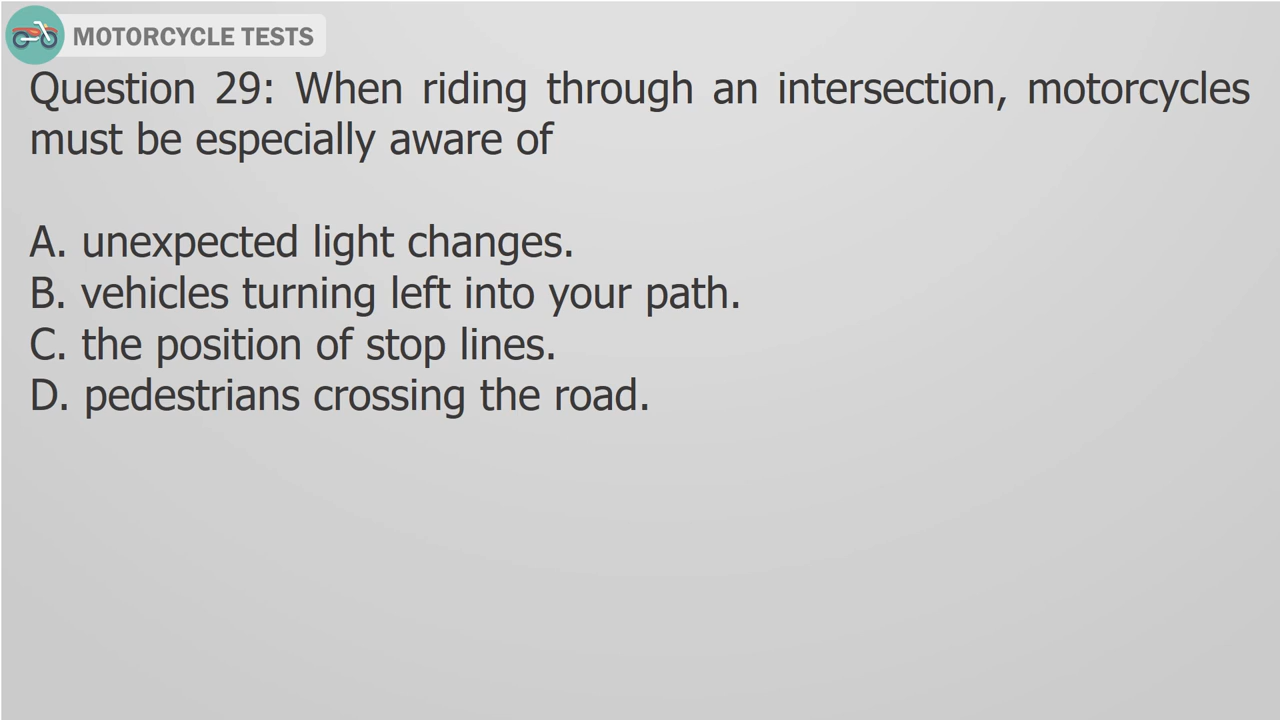 MOTORCYCLE TESTS
Question 29: When riding through an intersection, motorcycles
must be especially aware of
A. unexpected light changes.
B. vehicles turning left into your path.
C. the position of stop lines.
D. pedestrians crossing the road.